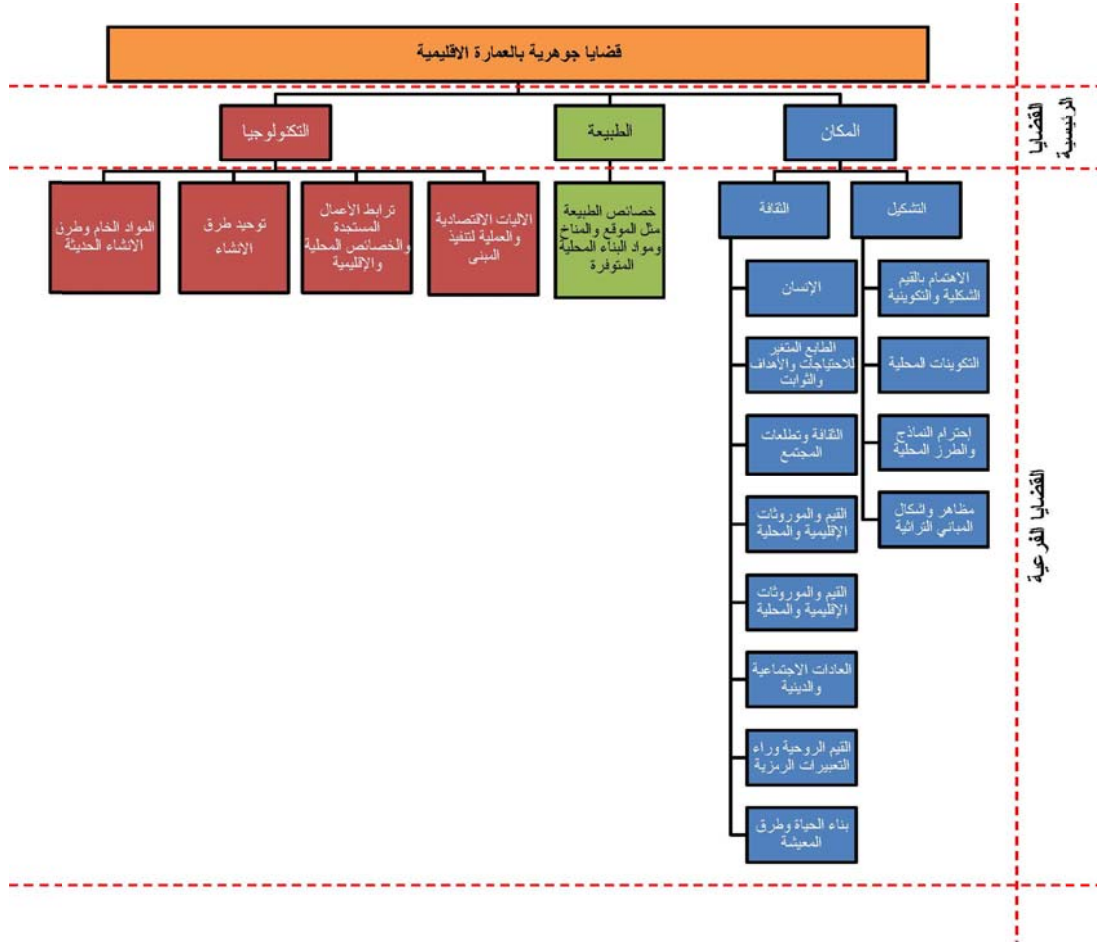 قضايا جوهرية بالعمارة الاقليمية
القضايا
الرئيسية
المكان
الطبيعة
التكنولوجيا
القضايا الفرعية
التشكيل
الاهتمام بالقيم
الشكلية والتكوينية
التكوينات المحلية
إحترام النماذج
والطرز المحلية
مظاهر واشكال
المباني التراثية
الثقافة
الإنسان
الطابع المتغير
للاحتياجات والأهداف
والثوابت
الثقافة وتطلعات
المجتمع
القيم والموروثات
الإقليمية والمحلية
القيم والموروثات
الإقليمية والمحلية
العادات الاجتماعية
والدينية
القيم الروحية وراء
التعبيرات الرمزية
بناء الحياة وطرق
المعيشة
خصائص الطبيعة
مثل الموقع والمناخ
ومواد البناء المحلية
المتوفرة
الاليات الاقتصادية
والعملية لتنفيذ
المبنى
ترابط الأعمال
المستجدة
والخصائص المحلية
والإقليمية
توحيد طرق
الانشاء
المواد الخام وطرق
الانشاء الحديثة